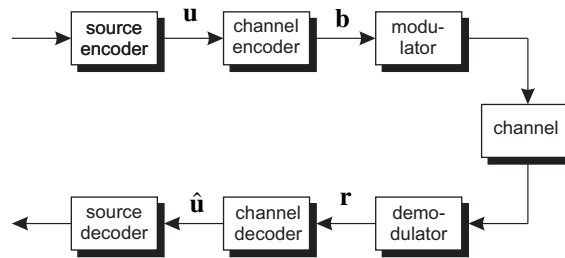 source
encoder
u
channel
encoder
b
modu-
lator
channel
source
decoder
û
channel
decoder
r
demo-
dulator